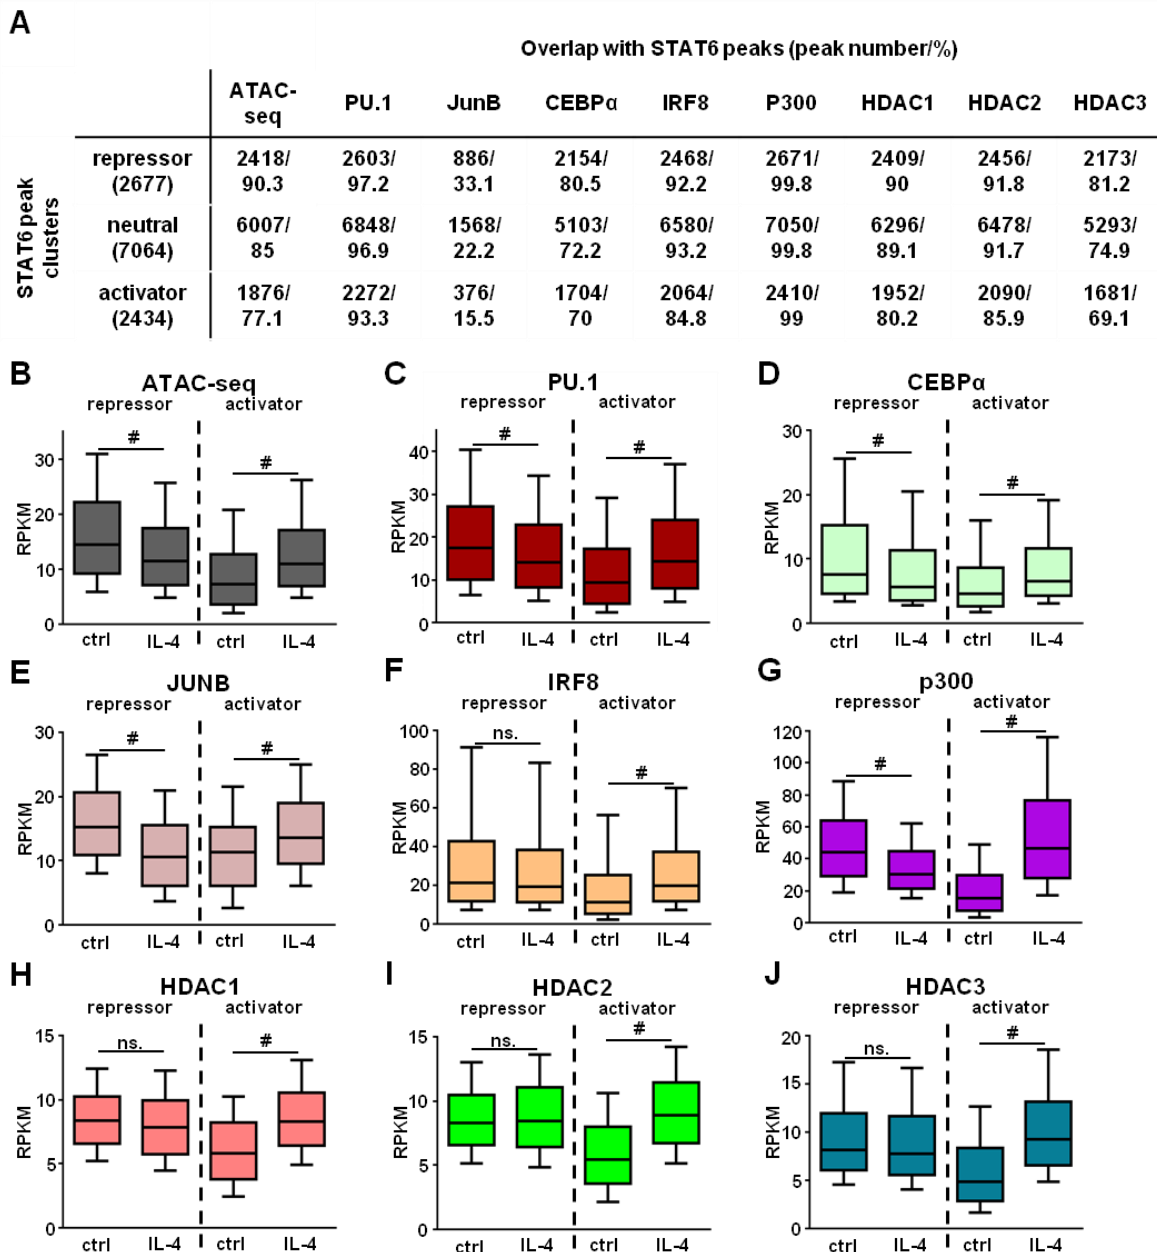 A
Overlap with STAT6 peaks (peak number/%)
ATAC-
seq
PU.1
JunB
CEBPα
IRF8
P300
HDAC1
HDAC2
HDAC3
STAT6 peak
clusters
repressor
(2677)
2418/
90.3
2603/
97.2
886/
33.1
2154/
80.5
2468/
92.2
2671/
99.8
2409/
90
2456/
91.8
2173/
81.2
neutral
(7064)
6007/
85
6848/
96.9
1568/
22.2
5103/
72.2
6580/
93.2
7050/
99.8
6296/
89.1
6478/
91.7
5293/
74.9
activator
(2434)
1876/
77.1
2272/
93.3
376/
15.5
1704/
70
2064/
84.8
2410/
99
1952/
80.2
2090/
85.9
1681/
69.1
B
ATAC-seq
repressor
activator
RPKM
30
20
10
0
#
#
ctrl
IL-4
ctrl
IL-4
C
PU.1
repressor
activator
RPKM
40
30
20
10
0
#
#
ctrl
IL-4
ctrl
IL-4
D
CEBPα
repressor
activator
RPKM
30
20
10
0
#
#
ctrl
IL-4
ctrl
IL-4
E
JUNB
repressor
activator
RPKM
30
20
10
0
#
#
ctrl
IL-4
ctrl
IL-4
F
IRF8
repressor
activator
RPKM
100
80
60
40
20
0
ns.
#
ctrl
IL-4
ctrl
IL-4
G
p300
repressor
activator
RPKM
120
100
80
60
40
20
0
#
#
ctrl
IL-4
ctrl
IL-4
H
HDAC1
repressor
activator
RPKM
15
10
5
0
ns.
#
ctrl
IL-4
ctrl
IL-4
I
HDAC2
repressor
activator
RPKM
15
10
5
0
ns.
#
ctrl
IL-4
ctrl
IL-4
J
HDAC3
repressor
activator
RPKM
20
15
10
5
0
ns.
#
ctrl
IL-4
ctrl
IL-4